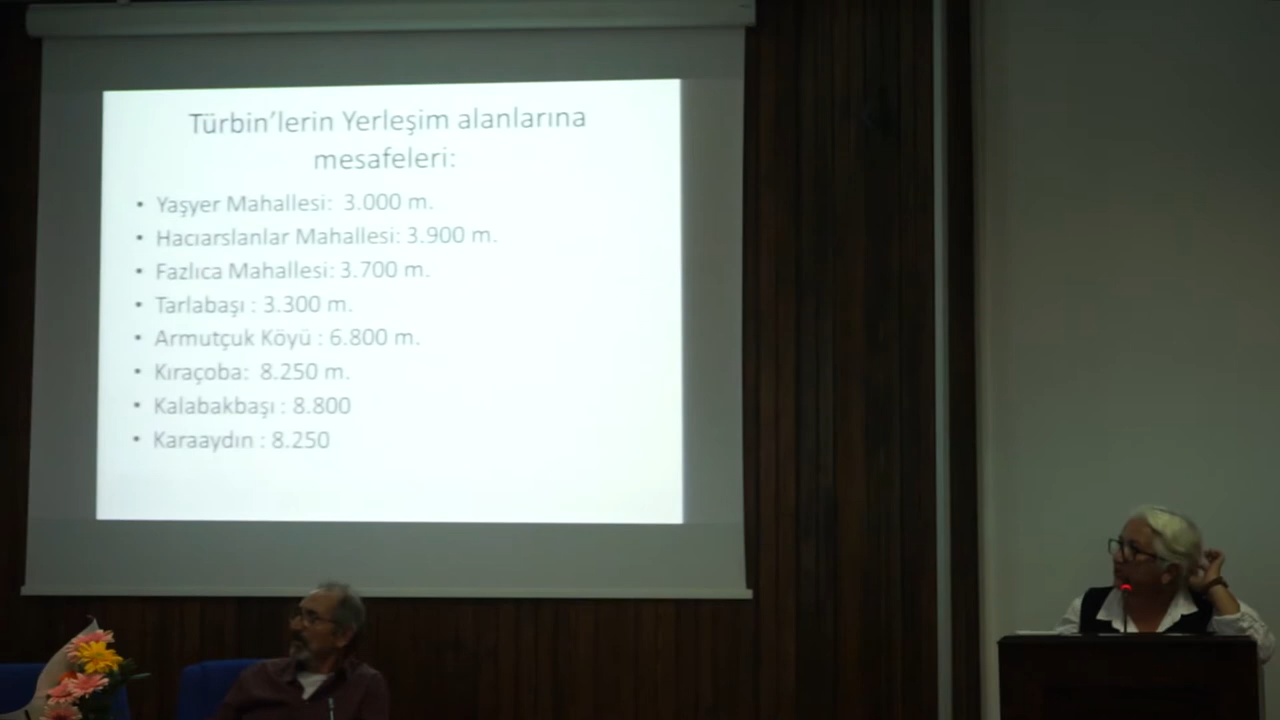 Türbin’lerin Yerleşim alanlarına
mesafeleri:
• Yaşyer Mahallesi: 3.000 m.
• Hacıarslanlar Mahallesi: 3.900 m.
• Fazlıca Mahallesi: 3.700 m.
• Tarlabaşı : 3.300 m.
• Armutçuk Köyü : 6.800 m.
• Kıraçoba: 8.250 m.
• Kalabakbaşı : 8.800
• Karaaydın : 8.250